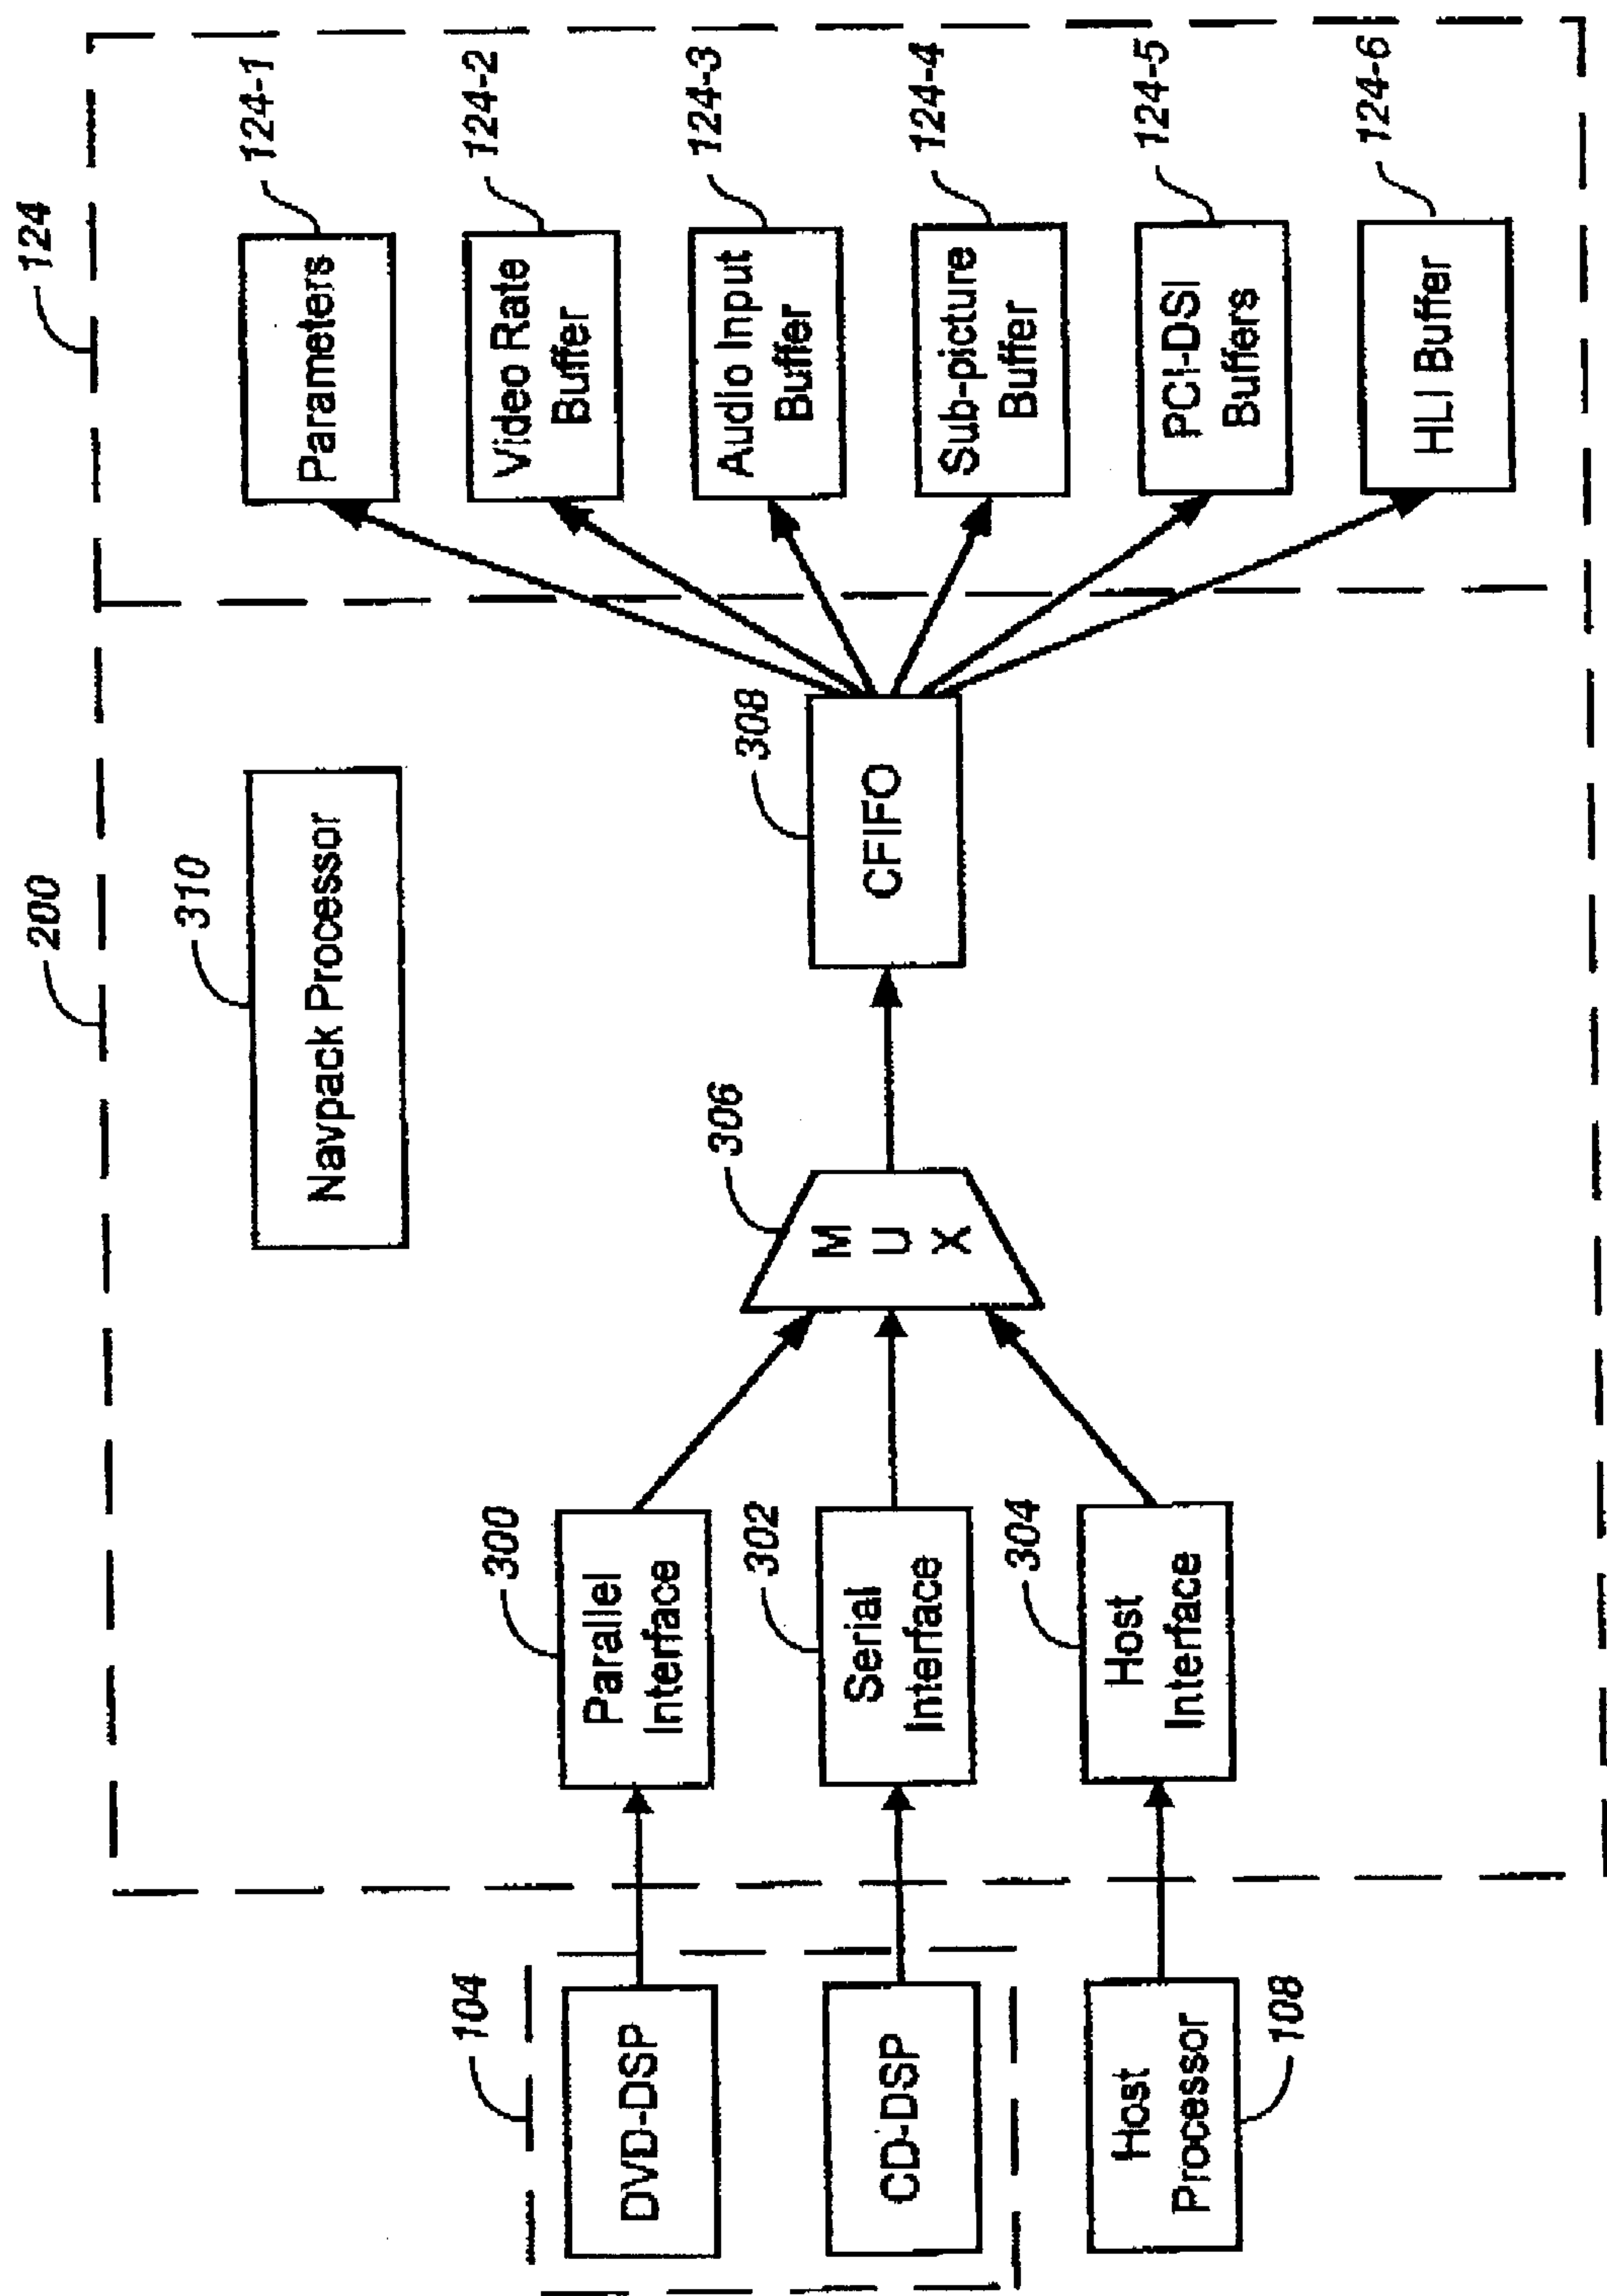 200
124
104
DVD-DSP
CD-DSP
Host
Processor
108
300
Parallel
Interface
302
Serial
Interface
304
Host
Interface
306
M
U
X
310
Navpack Processor
308
CFIFO
Parameters
124-1
Video Rate
Buffer
124-2
Audio Input
Buffer
124-3
Sub-picture
Buffer
124-4
PCI-DSI
Buffers
124-5
HLI Buffer
124-6